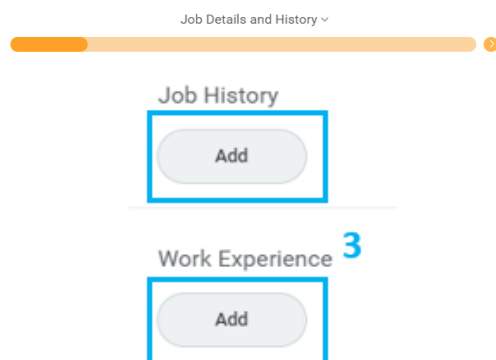 Job Details and History
Job History
Add
Work Experience 3
Add